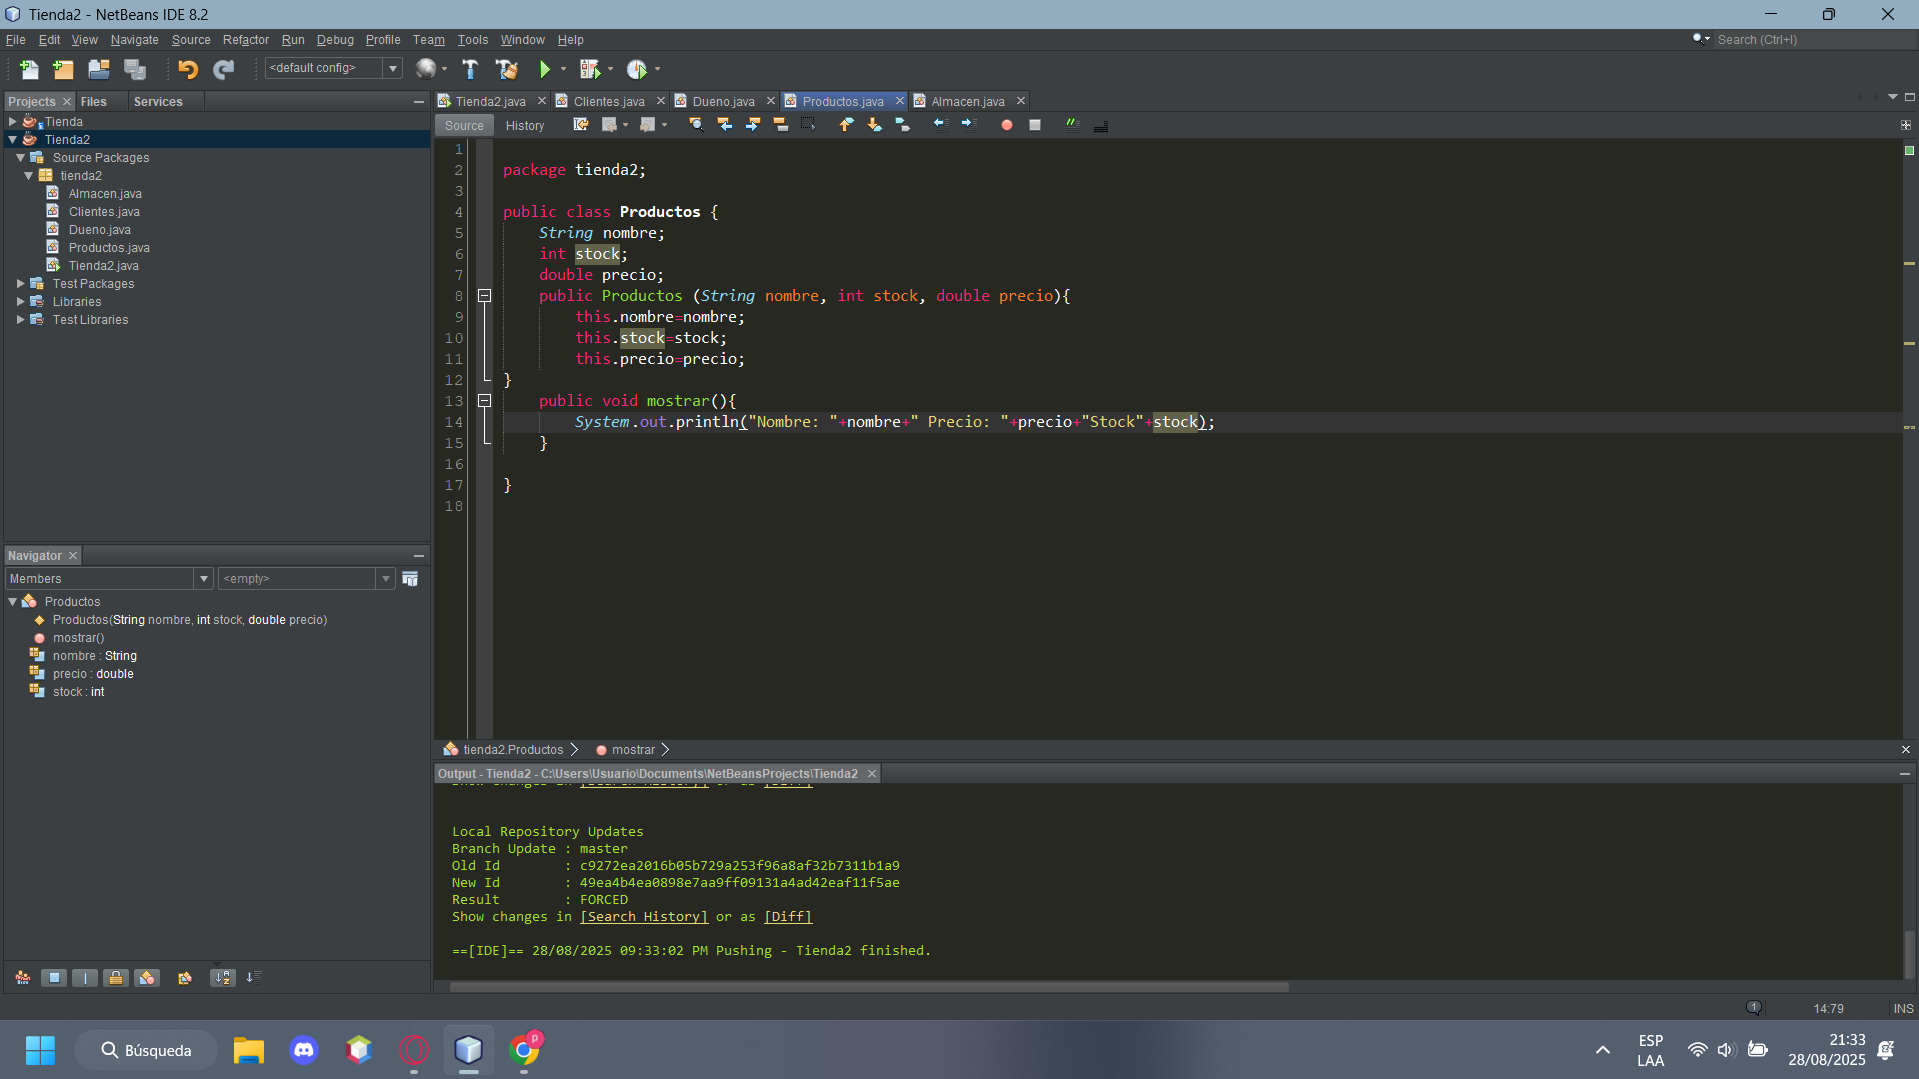 Tienda2 - NetBeans IDE 8.2
File Edit View Navigate Source Refactor Run Debug Profile Team Tools Window Help
Search (Ctrl+I)
<default config>
Projects Files Services
Tienda
Tienda2
Source Packages
tienda2
Almacen.java
Clientes.java
Dueno.java
Productos.java
Tienda2.java
Test Packages
Libraries
Test Libraries
Navigator
Members <empty>
Productos
Productos(String nombre, int stock, double precio)
mostrar()
nombre : String
precio : double
stock : int
Tienda2.java Clientes.java Dueno.java Productos.java Almacen.java
Source History
1
2 package tienda2;
3
4 public class Productos {
5 String nombre;
6 int stock;
7 double precio;
8 public Productos (String nombre, int stock, double precio){
9 this.nombre=nombre;
10 this.stock=stock;
11 this.precio=precio;
12 }
13 public void mostrar(){
14 System.out.println("Nombre: "+nombre+" Precio: "+precio+"Stock"+stock);
15 }
16
17 }
18
tienda2.Productos mostrar
Output - Tienda2 - C:\Users\Usuario\Documents\NetBeansProjects\Tienda2
Show changes in [Search History] or as [Diff]
Local Repository Updates
Branch Update : master
Old Id : c9272ea2016b05b729a253f96a8af32b7311b1a9
New Id : 49ea4b4ea0898e7aa9ff09131a4ad42eaf11f5ae
Result : FORCED
Show changes in [Search History] or as [Diff]
==[IDE]== 28/08/2025 09:33:02 PM Pushing - Tienda2 finished.
1 14:79 INS
Búsqueda
P
ESP
LAA
21:33
28/08/2025